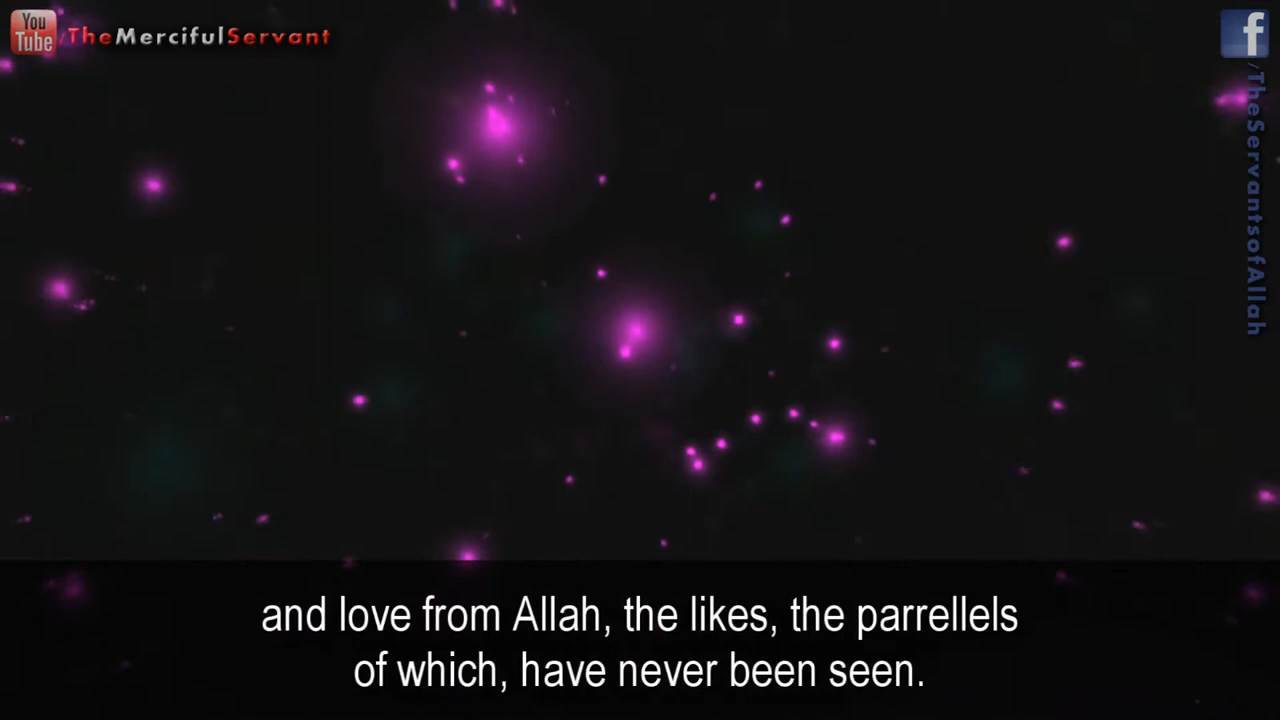 You
Tube
/TheMercifulServant
f
/TheServantsofAllah
and love from Allah, the likes, the parrellels
of which, have never been seen.